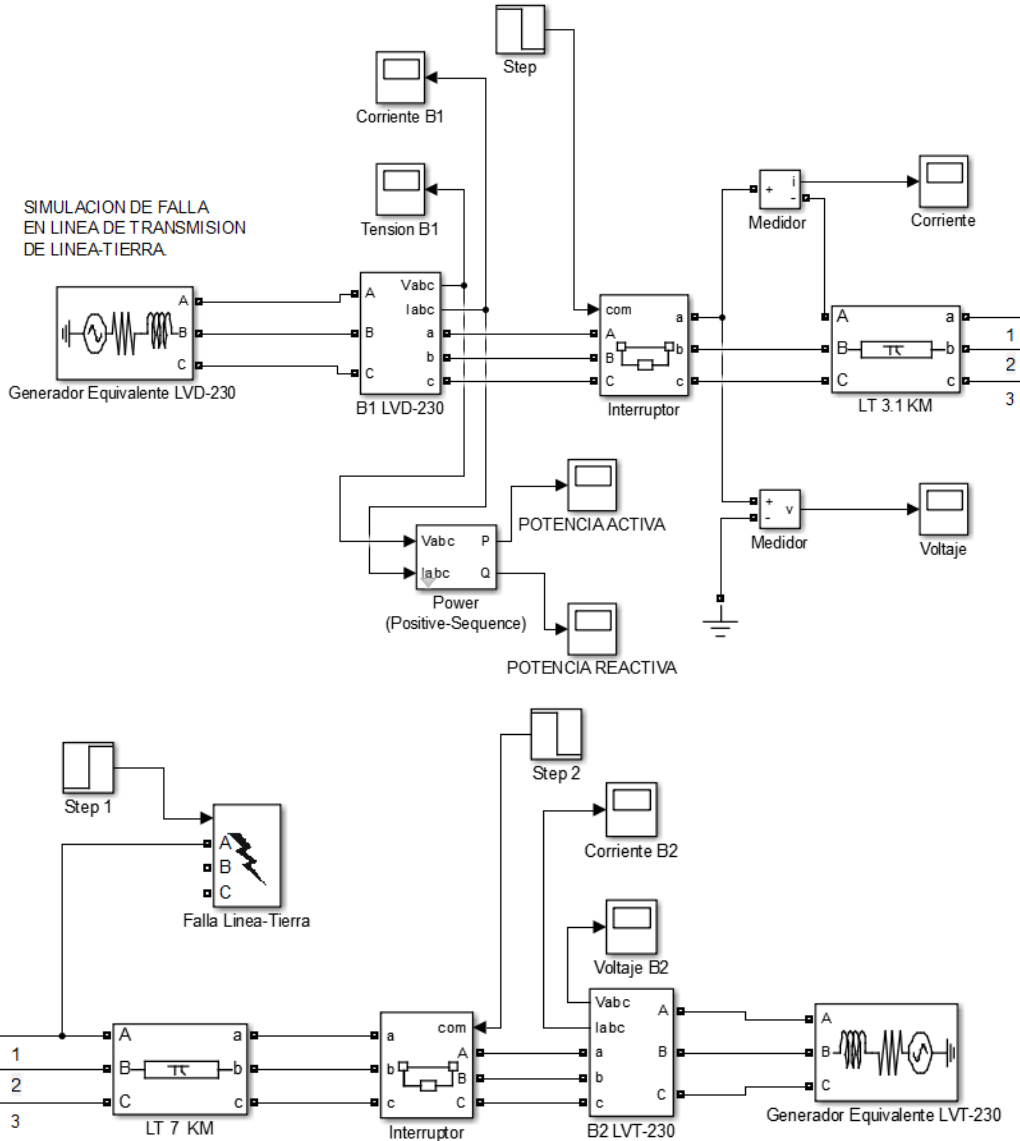 Step
Corriente B1
Tension B1
SIMULACION DE FALLA
EN LINEA DE TRANSMISION
DE LINEA-TIERRA.
A
B
C
Generador Equivalente LVD-230
A
B
C
Vabc
Iabc
a
b
c
B1 LVD-230
com
A
B
C
a
b
c
Interruptor
+
i
-
Medidor
Corriente
A
B
C
a
b
c
LT 3.1 KM
1
2
3
Vabc
Iabc
P
Q
Power
(Positive-Sequence)
POTENCIA ACTIVA
POTENCIA REACTIVA
+
-
v
Medidor
Voltaje
Step 1
A
B
C
Falla Linea-Tierra
Step 2
Corriente B2
Voltaje B2
1
2
3
A
B
C
a
b
c
LT 7 KM
com
a
b
c
A
B
C
Interruptor
Vabc
Iabc
a
b
c
A
B
C
B2 LVT-230
A
B
C
Generador Equivalente LVT-230